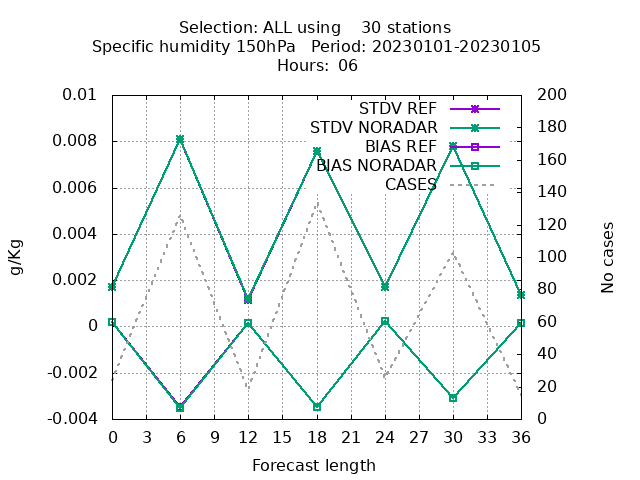 Selection: ALL using    30 stations
Specific humidity 150hPa   Period: 20230101-20230105
Hours: 06
STDV REF
STDV NORADAR
BIAS REF
BIAS NORADAR
CASES
0.01
0.008
0.006
0.004
0.002
0
-0.002
-0.004
g/Kg
200
180
160
140
120
100
80
60
40
20
0
No cases
0 3 6 9 12 15 18 21 24 27 30 33 36
Forecast length